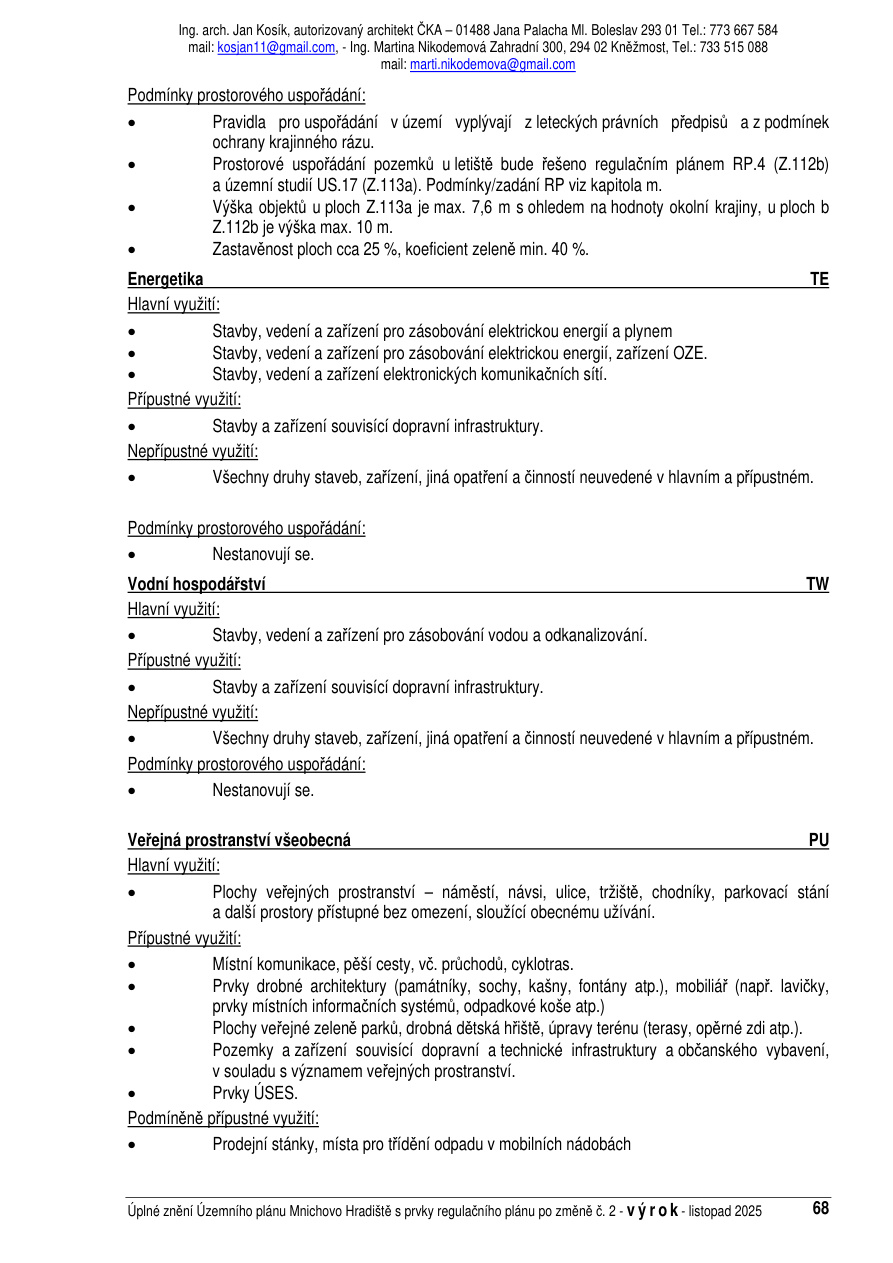 Ing. arch. Jan Kosík, autorizovaný architekt ČKA – 01488 Jana Palacha Ml. Boleslav 293 01 Tel.: 773 667 584
mail: kosjan11@gmail.com, - Ing. Martina Nikodemová Zahradní 300, 294 02 Kněžmost, Tel.: 733 515 088
mail: marti.nikodemova@gmail.com
Podmínky prostorového uspořádání:
• Pravidla pro uspořádání v území vyplývají z leteckých právních předpisů a z podmínek
ochrany krajinného rázu.
• Prostorové uspořádání pozemků u letiště bude řešeno regulačním plánem RP.4 (Z.112b)
a územní studií US.17 (Z.113a). Podmínky/zadání RP viz kapitola m.
• Výška objektů u ploch Z.113a je max. 7,6 m s ohledem na hodnoty okolní krajiny, u ploch b
Z.112b je výška max. 10 m.
• Zastavěnost ploch cca 25 %, koeficient zeleně min. 40 %.
Energetika TE
Hlavní využití:
• Stavby, vedení a zařízení pro zásobování elektrickou energií a plynem
• Stavby, vedení a zařízení pro zásobování elektrickou energií, zařízení OZE.
• Stavby, vedení a zařízení elektronických komunikačních sítí.
Přípustné využití:
• Stavby a zařízení souvisící dopravní infrastruktury.
Nepřípustné využití:
• Všechny druhy staveb, zařízení, jiná opatření a činností neuvedené v hlavním a přípustném.
Podmínky prostorového uspořádání:
• Nestanovují se.
Vodní hospodářství TW
Hlavní využití:
• Stavby, vedení a zařízení pro zásobování vodou a odkanalizování.
Přípustné využití:
• Stavby a zařízení souvisící dopravní infrastruktury.
Nepřípustné využití:
• Všechny druhy staveb, zařízení, jiná opatření a činností neuvedené v hlavním a přípustném.
Podmínky prostorového uspořádání:
• Nestanovují se.
Veřejná prostranství všeobecná PU
Hlavní využití:
• Plochy veřejných prostranství – náměstí, návsi, ulice, tržiště, chodníky, parkovací stání
a další prostory přístupné bez omezení, sloužící obecnému užívání.
Přípustné využití:
• Místní komunikace, pěší cesty, vč. průchodů, cyklotras.
• Prvky drobné architektury (památníky, sochy, kašny, fontány atp.), mobiliář (např. lavičky,
prvky místních informačních systémů, odpadkové koše atp.)
• Plochy veřejné zeleně parků, drobná dětská hřiště, úpravy terénu (terasy, opěrné zdi atp.).
• Pozemky a zařízení souvisící dopravní a technické infrastruktury a občanského vybavení,
v souladu s významem veřejných prostranství.
• Prvky ÚSES.
Podmíněně přípustné využití:
• Prodejní stánky, místa pro třídění odpadu v mobilních nádobách
Úplné znění Územního plánu Mnichovo Hradiště s prvky regulačního plánu po změně č. 2 - v ý r o k - listopad 2025 68